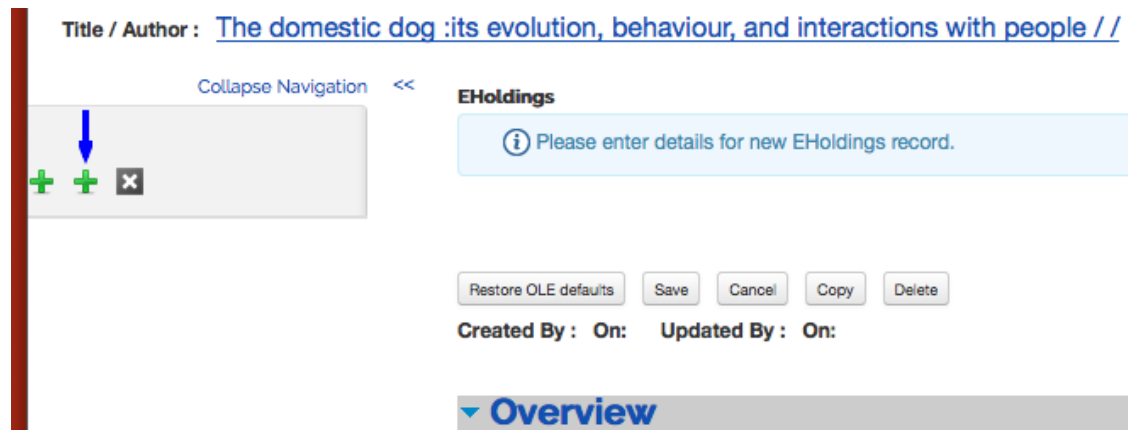 Title / Author : The domestic dog :its evolution, behaviour, and interactions with people / /
Collapse Navigation <<
EHoldings
Please enter details for new EHoldings record.
Restore OLE defaults Save Cancel Copy Delete
Created By : On: Updated By : On:
Overview